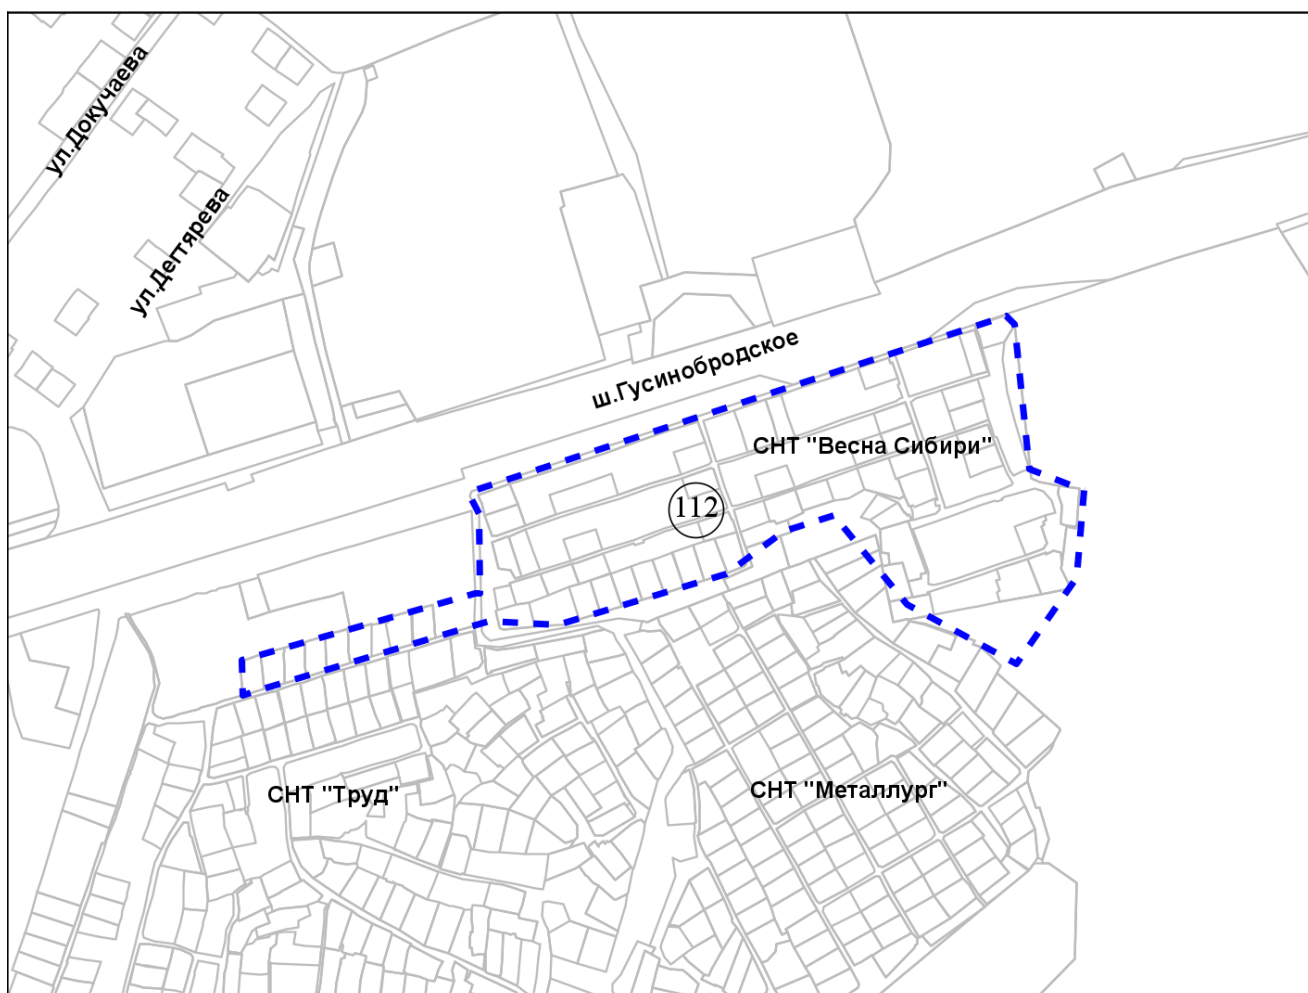 ул.Докучаева
ул.Дегтярева
ш.Гусинобродское
СНТ "Весна Сибири"
112
СНТ "Труд"
СНТ "Металлург"